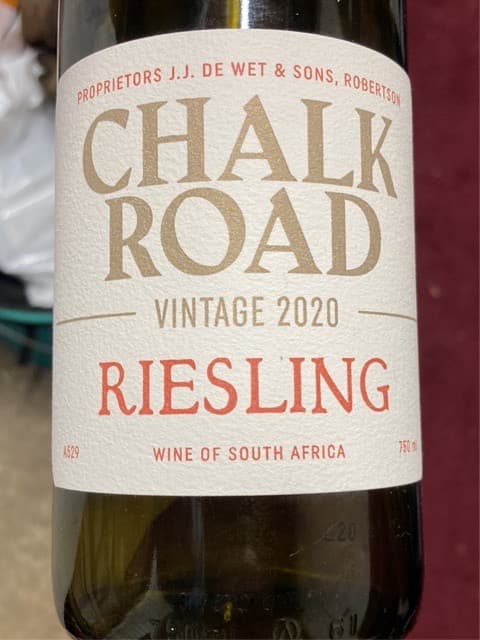 PROPRIETORS J.J. DE WET & SONS, ROBERTSON
CHALK
ROAD
VINTAGE 2020
RIESLING
A529
WINE OF SOUTH AFRICA
750 ml